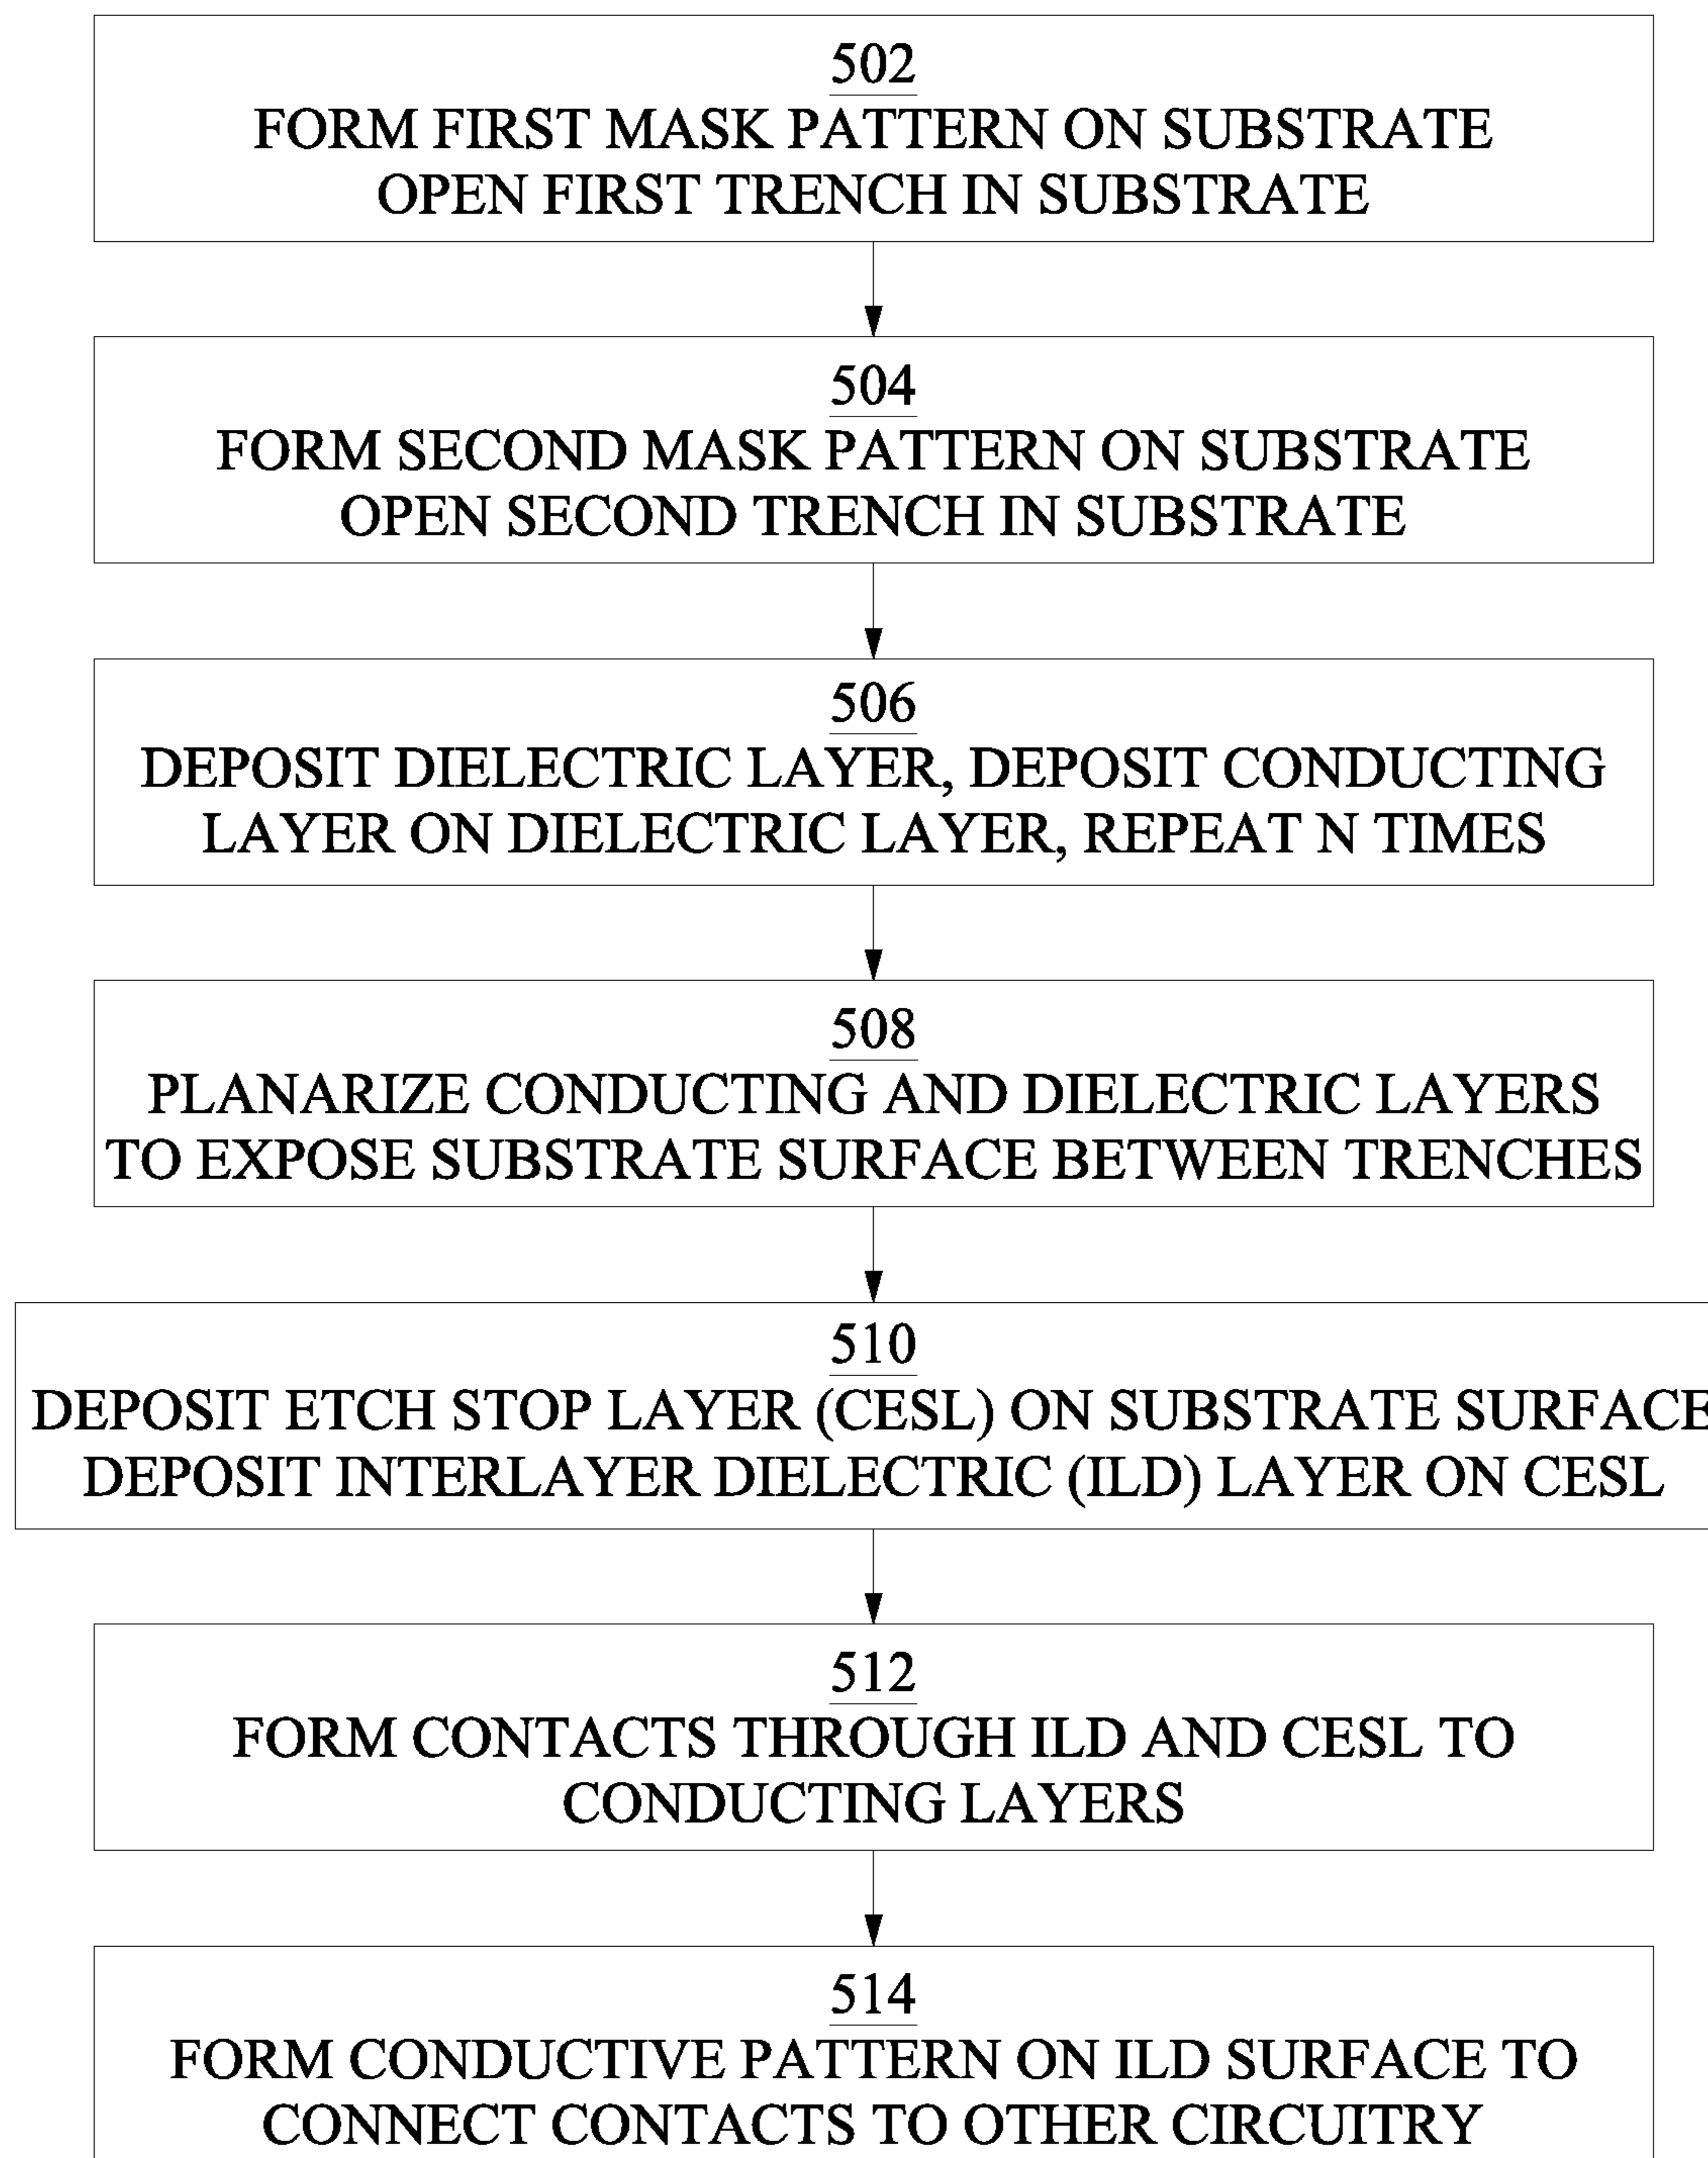 502
FORM FIRST MASK PATTERN ON SUBSTRATE
OPEN FIRST TRENCH IN SUBSTRATE
504
FORM SECOND MASK PATTERN ON SUBSTRATE
OPEN SECOND TRENCH IN SUBSTRATE
506
DEPOSIT DIELECTRIC LAYER, DEPOSIT CONDUCTING
LAYER ON DIELECTRIC LAYER, REPEAT N TIMES
508
PLANARIZE CONDUCTING AND DIELECTRIC LAYERS
TO EXPOSE SUBSTRATE SURFACE BETWEEN TRENCHES
510
DEPOSIT ETCH STOP LAYER (CESL) ON SUBSTRATE SURFACE
DEPOSIT INTERLAYER DIELECTRIC (ILD) LAYER ON CESL
512
FORM CONTACTS THROUGH ILD AND CESL TO
CONDUCTING LAYERS
514
FORM CONDUCTIVE PATTERN ON ILD SURFACE TO
CONNECT CONTACTS TO OTHER CIRCUITRY